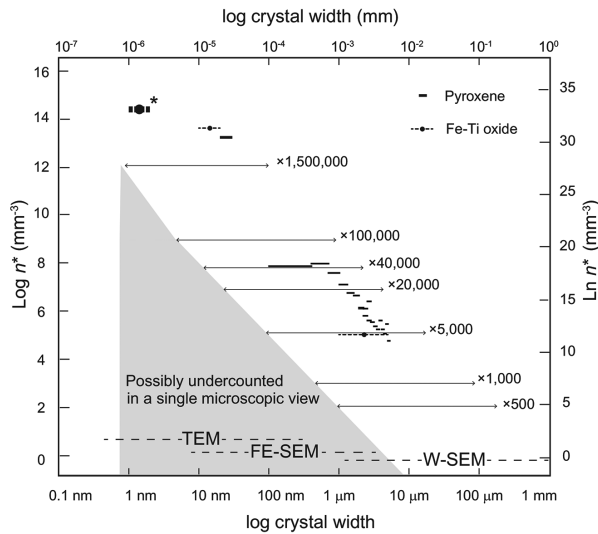 log crystal width (mm)
10-7 10-6 10-5 10-4 10-3 10-2 10-1 100
16 35
* Pyroxene
14 Fe-Ti oxide 30
12 ×1,500,000
25
10 ×100,000 20
8 ×40,000
×20,000 15
6
×5,000
4 10
×1,000
Possibly undercounted
in a single microscopic view
2 ×500 5
TEM
FE-SEM
0 W-SEM 0
Log n* (mm-3)
Ln n* (mm-3)
0.1 nm 1 nm 10 nm 100 nm 1 μm 10 μm 100 μm 1 mm
log crystal width